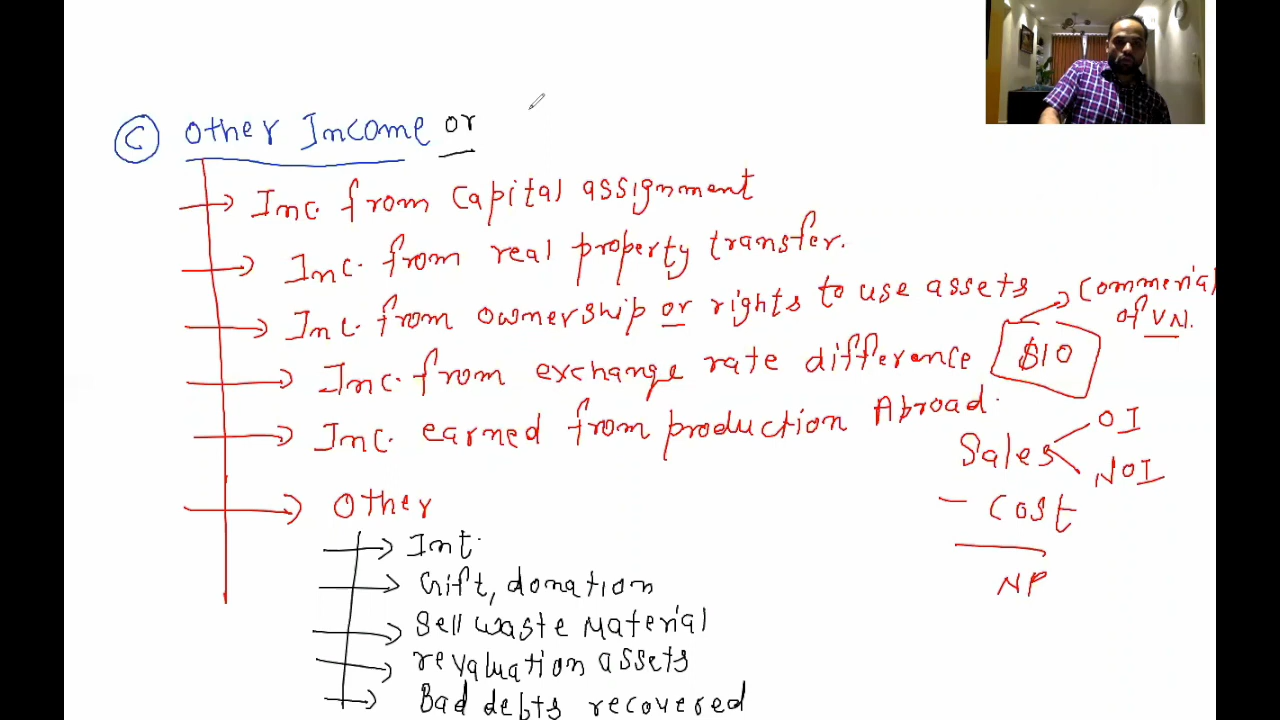 C Other Income or
Inc. from Capital assignment
Inc. from real property transfer.
Inc. from ownership or rights to use assets
Commerial
of VN.
Inc. from exchange rate difference $10
Inc. earned from production Abroad.
Sales OI
NOI
- Cost
NP
Other
Int.
Gift, donation
Sell waste Material
revaluation assets
Bad debts recovered